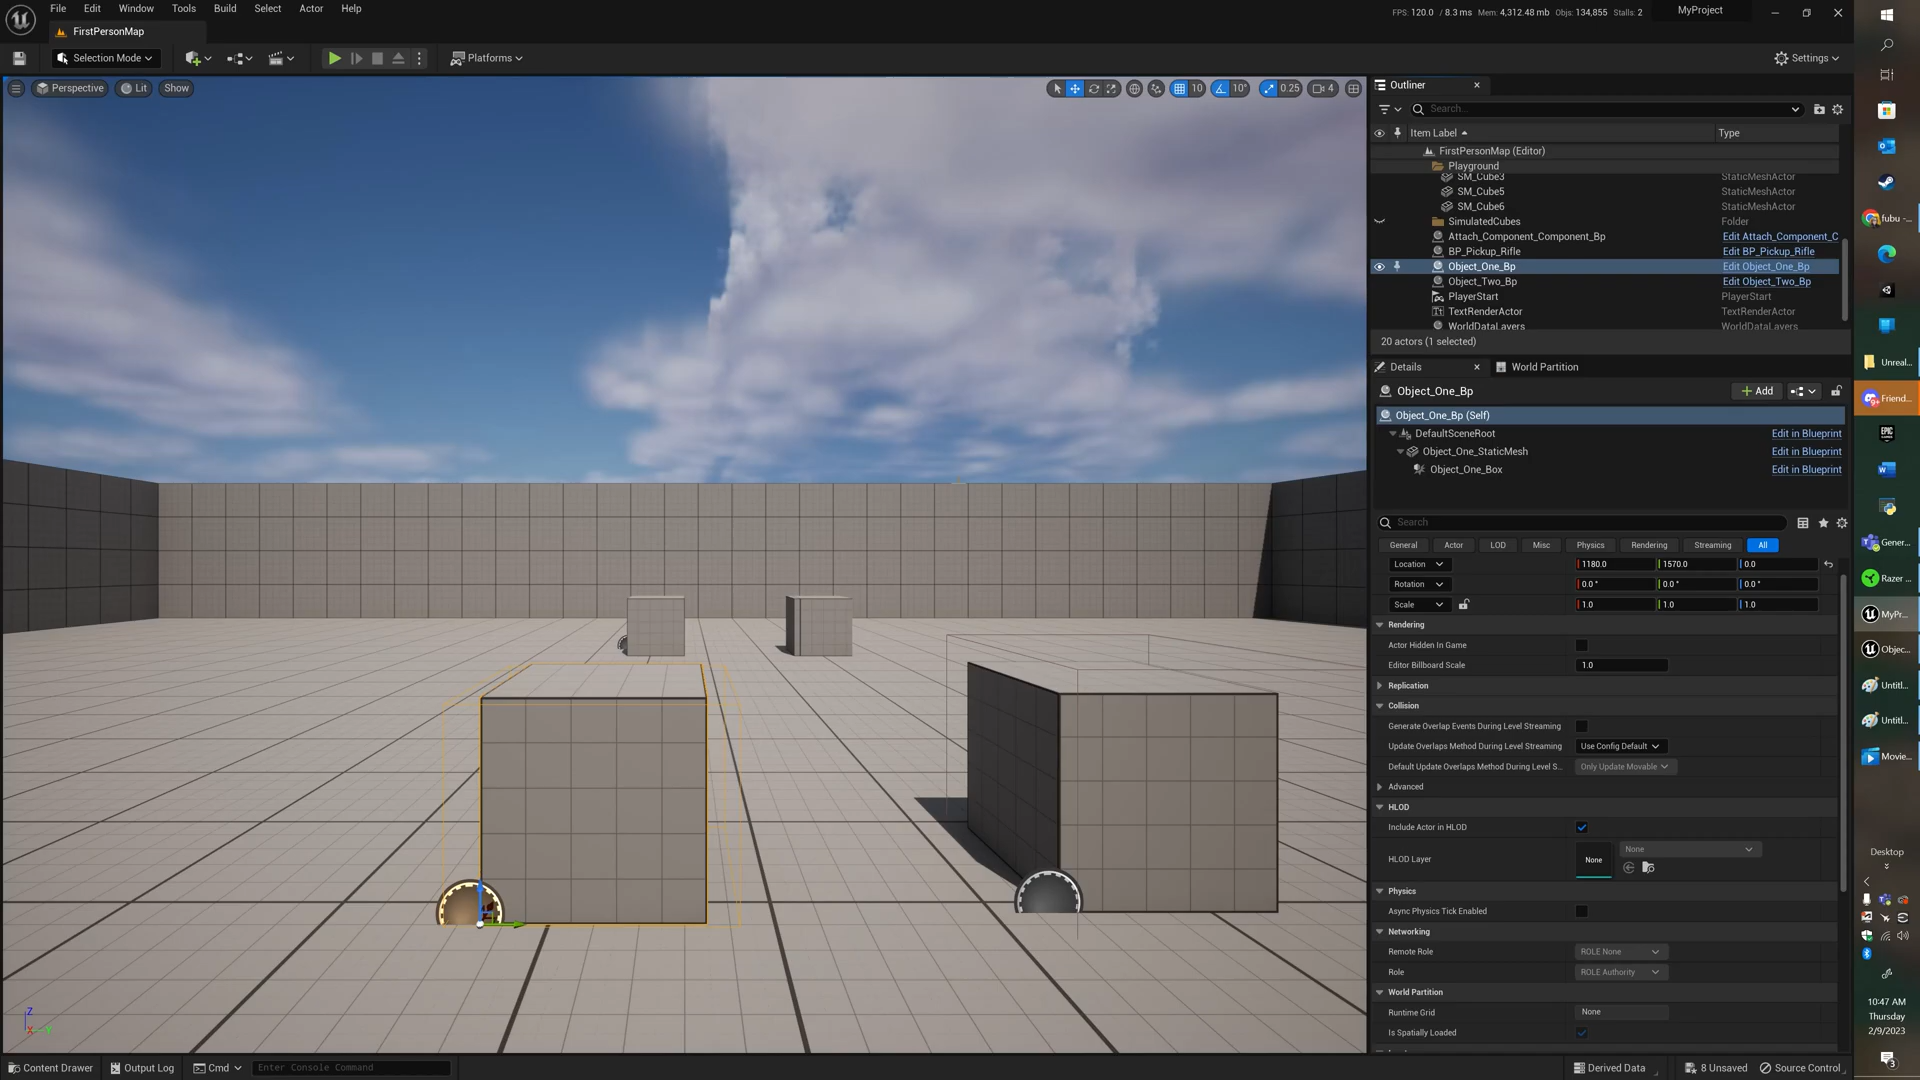 File Edit Window Tools Build Select Actor Help
FPS: 120.0 / 8.3 ms Mem: 4,312.48 mb Objs: 134,855 Stalls: 2
MyProject
FirstPersonMap
Selection Mode
Platforms
Settings
Perspective Lit Show
10 10° 0.25 4
Outliner
Search...
Item Label Type
FirstPersonMap (Editor)
Playground
SM_Cube3 StaticMeshActor
SM_Cube5 StaticMeshActor
SM_Cube6 StaticMeshActor
SimulatedCubes Folder
Attach_Component_Component_Bp Edit Attach_Component_C
BP_Pickup_Rifle Edit BP_Pickup_Rifle
Object_One_Bp Edit Object_One_Bp
Object_Two_Bp Edit Object_Two_Bp
PlayerStart PlayerStart
TextRenderActor TextRenderActor
WorldDataLayers WorldDataLayers
20 actors (1 selected)
Details World Partition
Object_One_Bp
+ Add
Object_One_Bp (Self)
DefaultSceneRoot Edit in Blueprint
Object_One_StaticMesh Edit in Blueprint
Object_One_Box Edit in Blueprint
Search
General Actor LOD Misc Physics Rendering Streaming All
Location 1180.0 1570.0 0.0
Rotation 0.0 ° 0.0 ° 0.0 °
Scale 1.0 1.0 1.0
Rendering
Actor Hidden In Game
Editor Billboard Scale 1.0
Replication
Collision
Generate Overlap Events During Level Streaming
Update Overlaps Method During Level Streaming Use Config Default
Default Update Overlaps Method During Level S... Only Update Movable
Advanced
HLOD
Include Actor in HLOD
HLOD Layer None None
Physics
Async Physics Tick Enabled
Networking
Remote Role ROLE None
Role ROLE Authority
World Partition
Runtime Grid None
Is Spatially Loaded
Z
X Y
Content Drawer Output Log Cmd Enter Console Command
Derived Data 8 Unsaved Source Control
fubu -...
Unreal...
Friend...
EPIC GAMES
Gener...
Razer ...
MyPr...
Objec...
Untitl...
Untitl...
Movie...
Desktop
10:47 AM
Thursday
2/9/2023
3